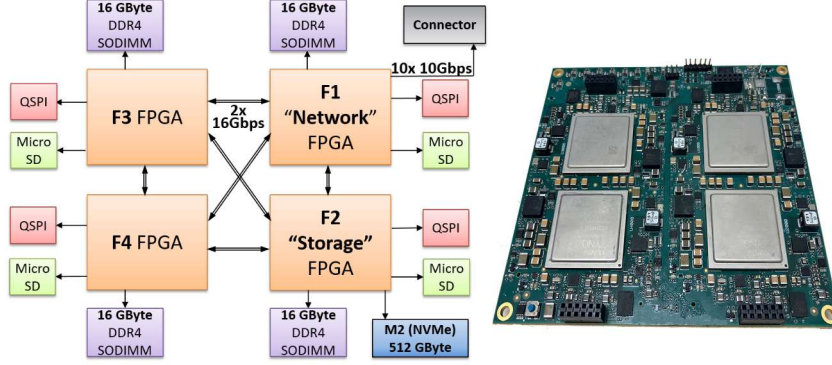 16 GByte
DDR4
SODIMM
16 GByte
DDR4
SODIMM
Connector
10x 10Gbps
QSPI
F3 FPGA
2x
16Gbps
F1
“Network”
FPGA
QSPI
Micro
SD
Micro
SD
QSPI
F4 FPGA
F2
“Storage”
FPGA
QSPI
Micro
SD
Micro
SD
16 GByte
DDR4
SODIMM
16 GByte
DDR4
SODIMM
M2 (NVMe)
512 GByte